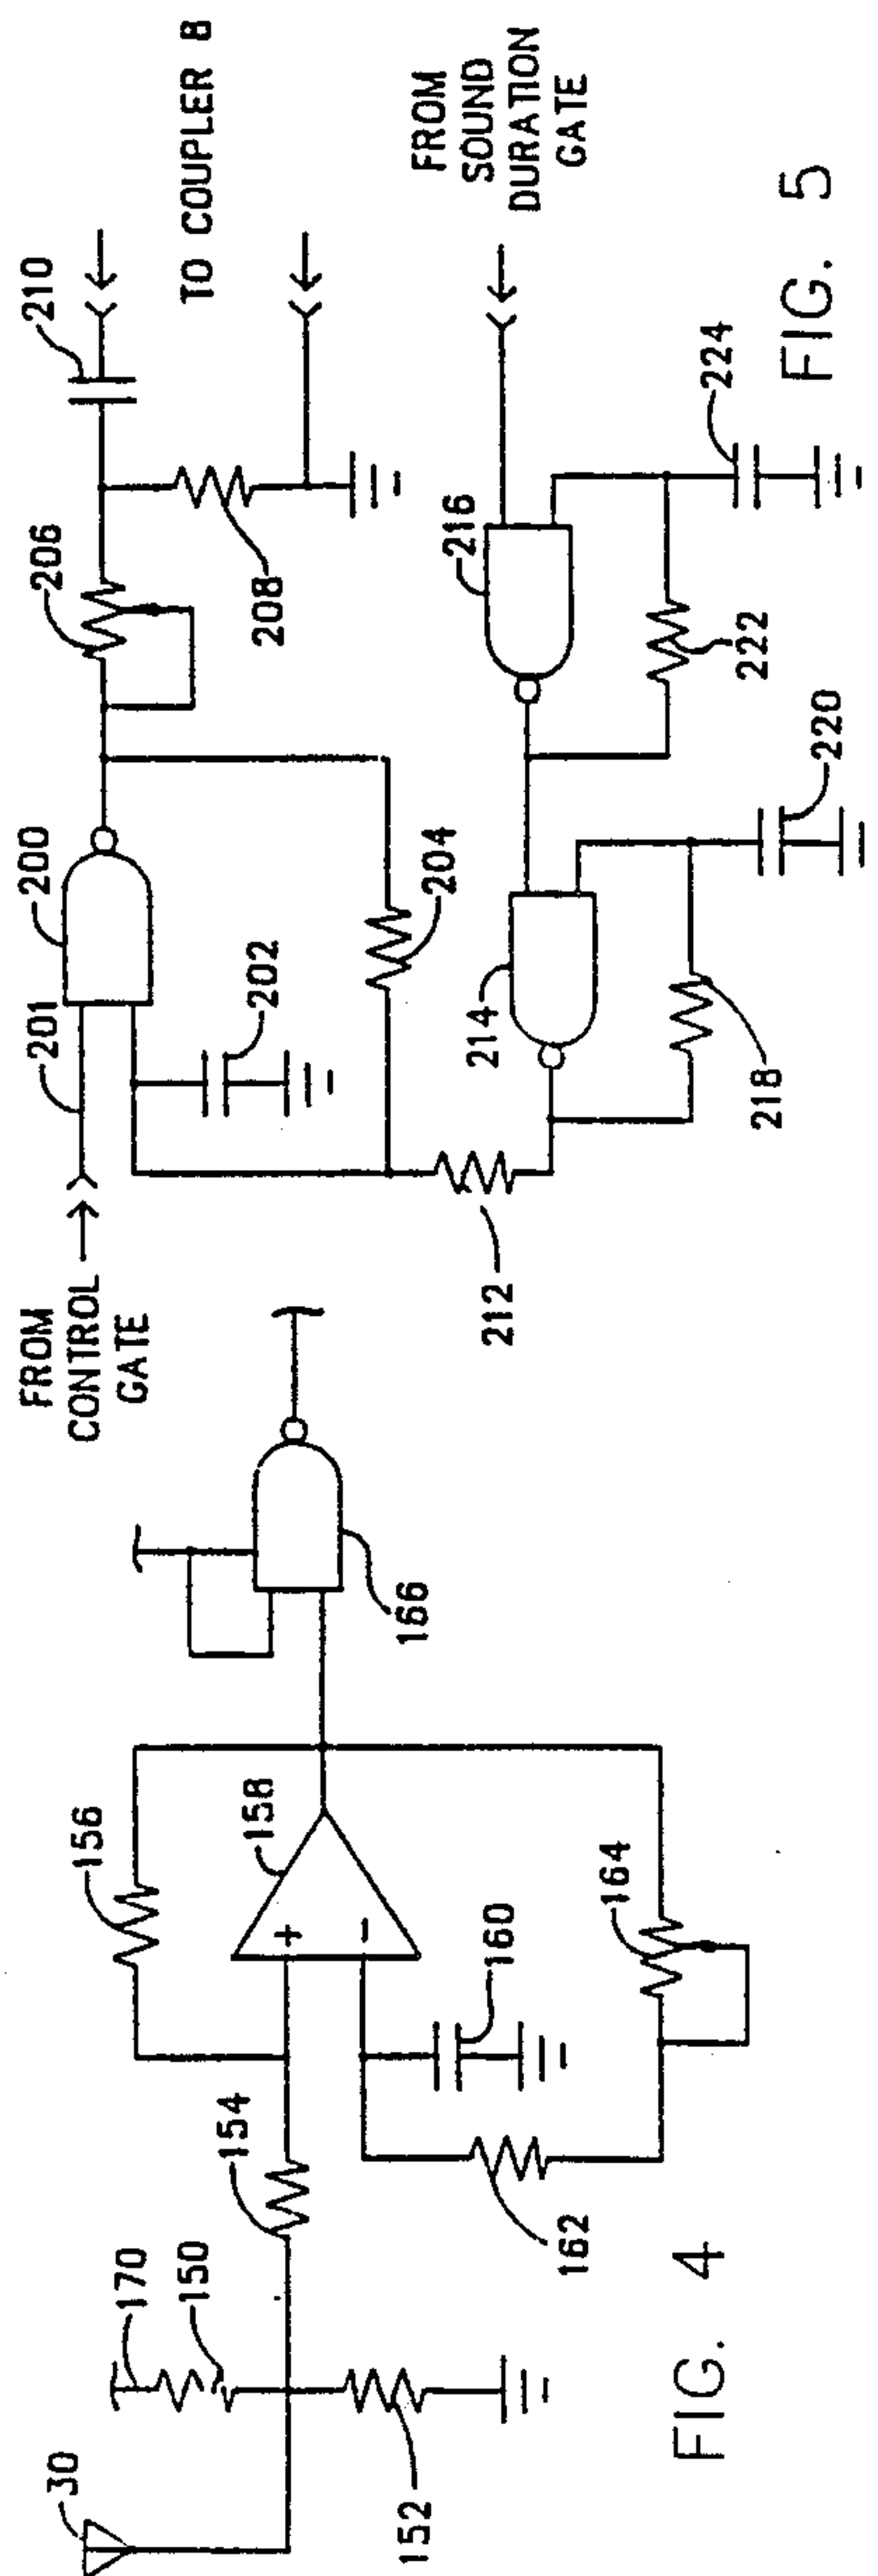 FROM
CONTROL
GATE
201
200
202
204
206
208
210
TO COUPLER 8
212
214
216
218
220
222
224
FROM
SOUND
DURATION
GATE
FIG. 5
30
170
150
152
154
156
158
+
−
160
162
164
166
FIG. 4